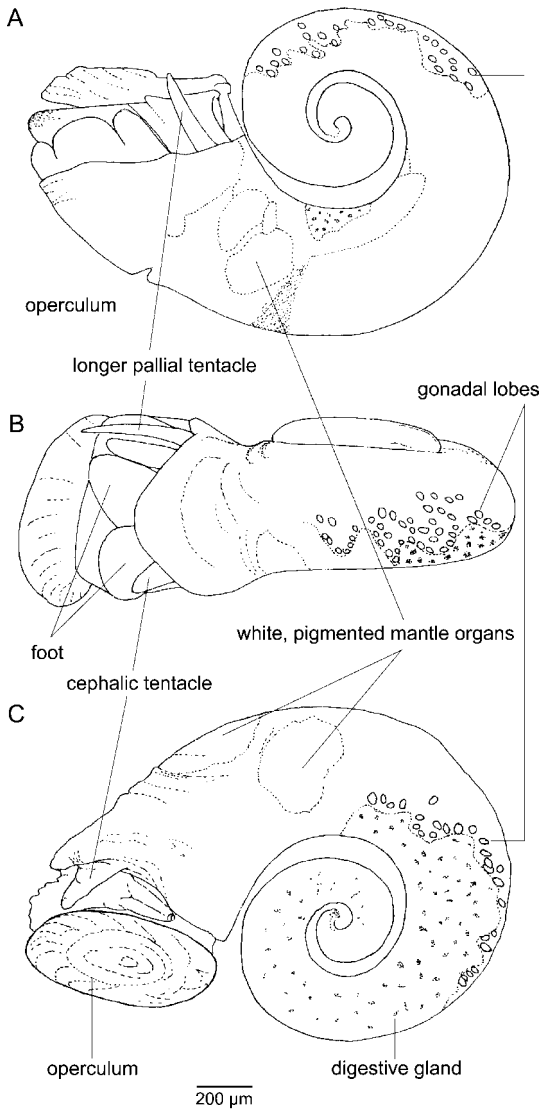 A
operculum
longer pallial tentacle
gonadal lobes
B
foot
white, pigmented mantle organs
cephalic tentacle
C
operculum
digestive gland
200 µm